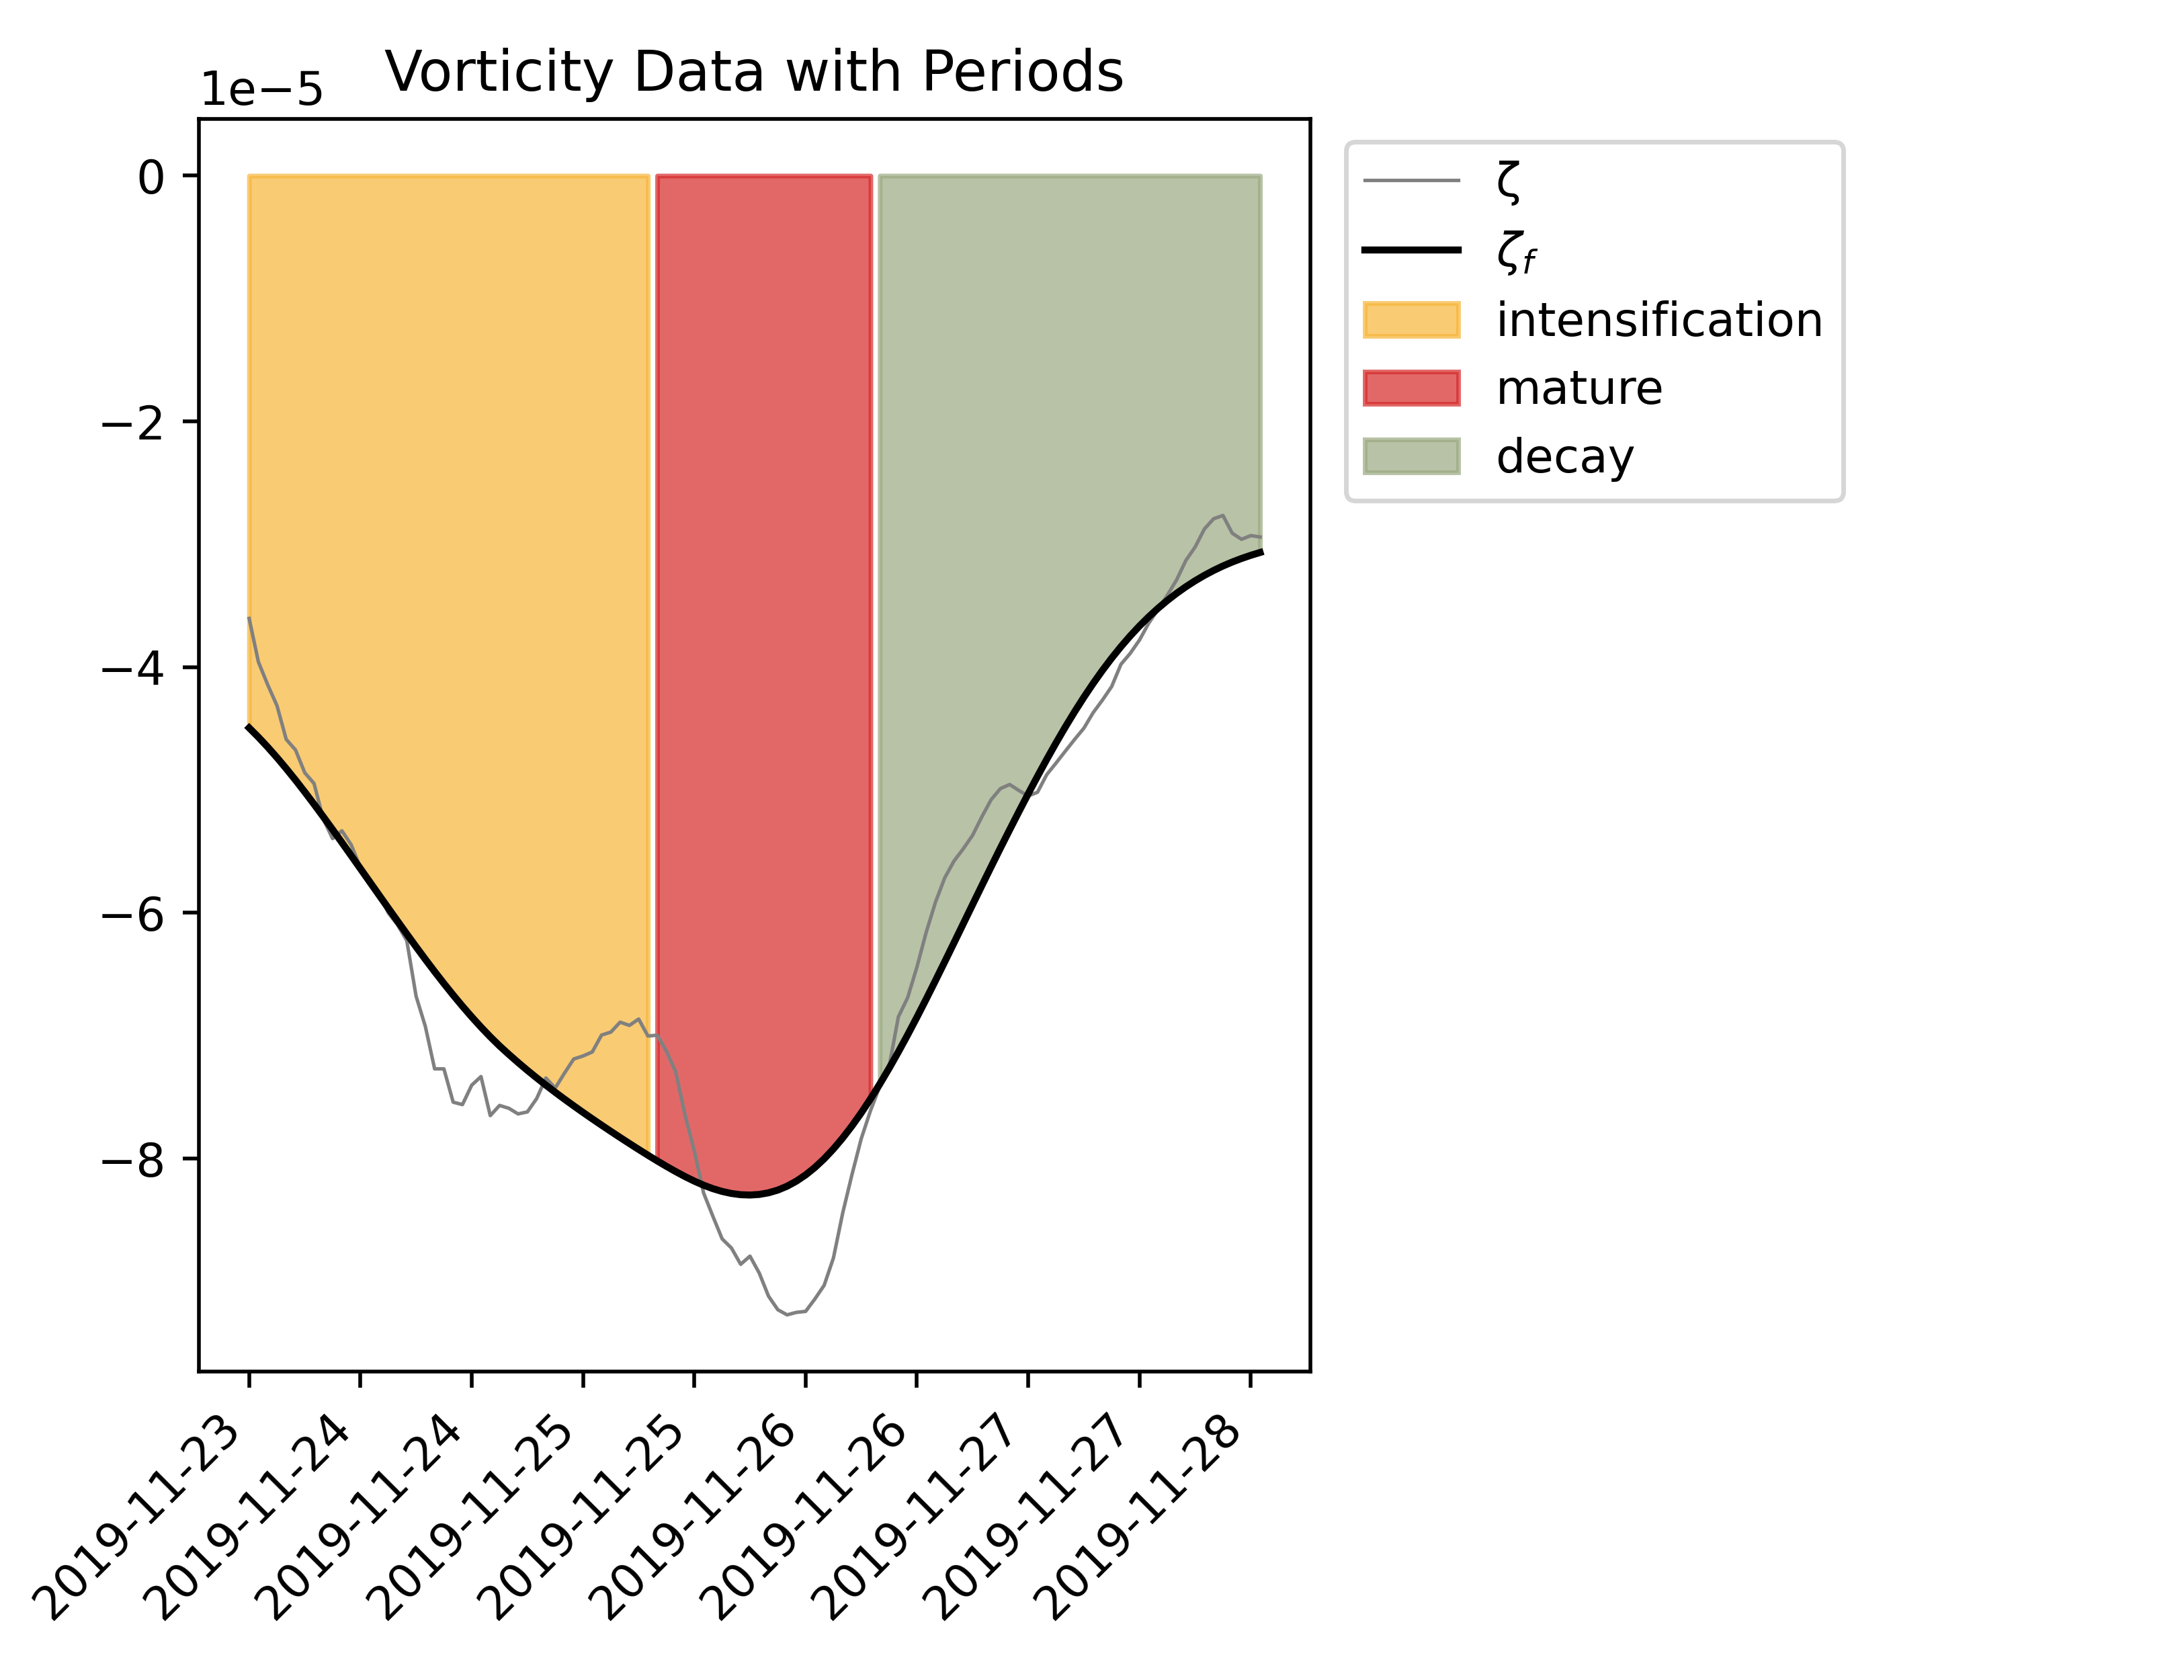 Vorticity Data with Periods
1e−5
0
−2
−4
−6
−8
2019-11-23
2019-11-24
2019-11-24
2019-11-25
2019-11-25
2019-11-26
2019-11-26
2019-11-27
2019-11-27
2019-11-28
ζ
ζf
intensification
mature
decay